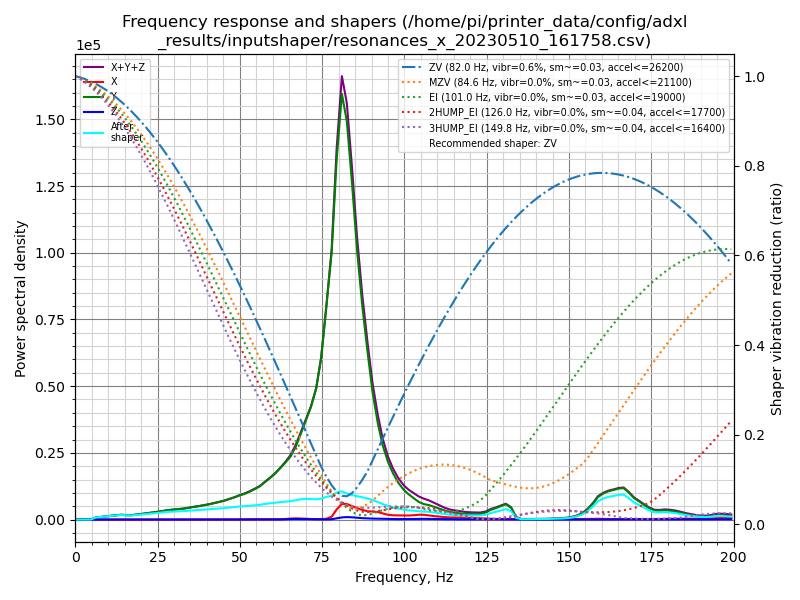 Frequency response and shapers (/home/pi/printer_data/config/adxl
_results/inputshaper/resonances_x_20230510_161758.csv)
1e5
X+Y+Z
X
Y
Z
After
shaper
ZV (82.0 Hz, vibr=0.6%, sm~=0.03, accel<=26200)
MZV (84.6 Hz, vibr=0.0%, sm~=0.03, accel<=21100)
EI (101.0 Hz, vibr=0.0%, sm~=0.03, accel<=19000)
2HUMP_EI (126.0 Hz, vibr=0.0%, sm~=0.04, accel<=17700)
3HUMP_EI (149.8 Hz, vibr=0.0%, sm~=0.04, accel<=16400)
Recommended shaper: ZV
Power spectral density
1.50
1.25
1.00
0.75
0.50
0.25
0.00
1.0
0.8
0.6
0.4
0.2
0.0
Shaper vibration reduction (ratio)
0 25 50 75 100 125 150 175 200
Frequency, Hz